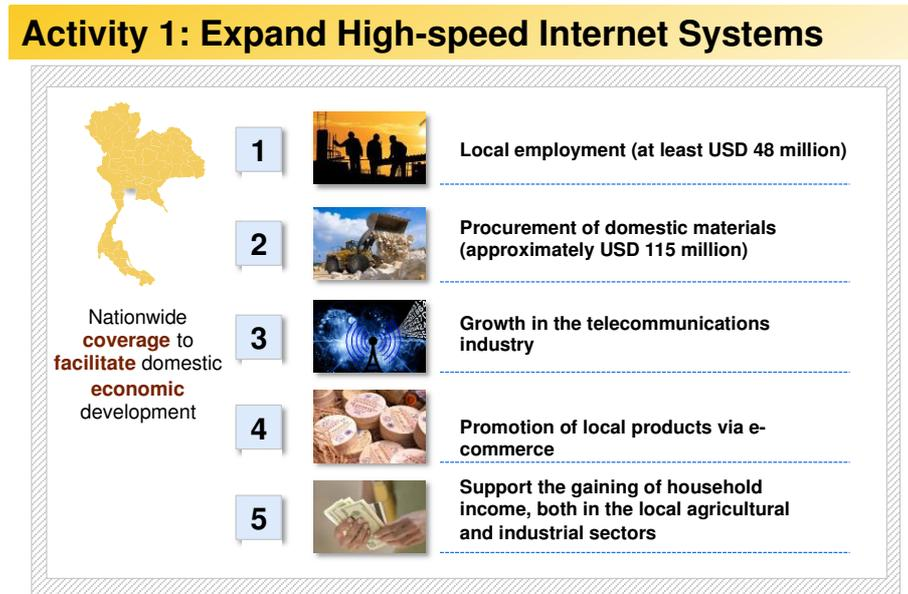 Activity 1: Expand High-speed Internet Systems
1
Local employment (at least USD 48 million)
2
Procurement of domestic materials
(approximately USD 115 million)
Nationwide
coverage to
facilitate domestic
economic
development
3
Growth in the telecommunications
industry
4
Promotion of local products via e-
commerce
5
Support the gaining of household
income, both in the local agricultural
and industrial sectors